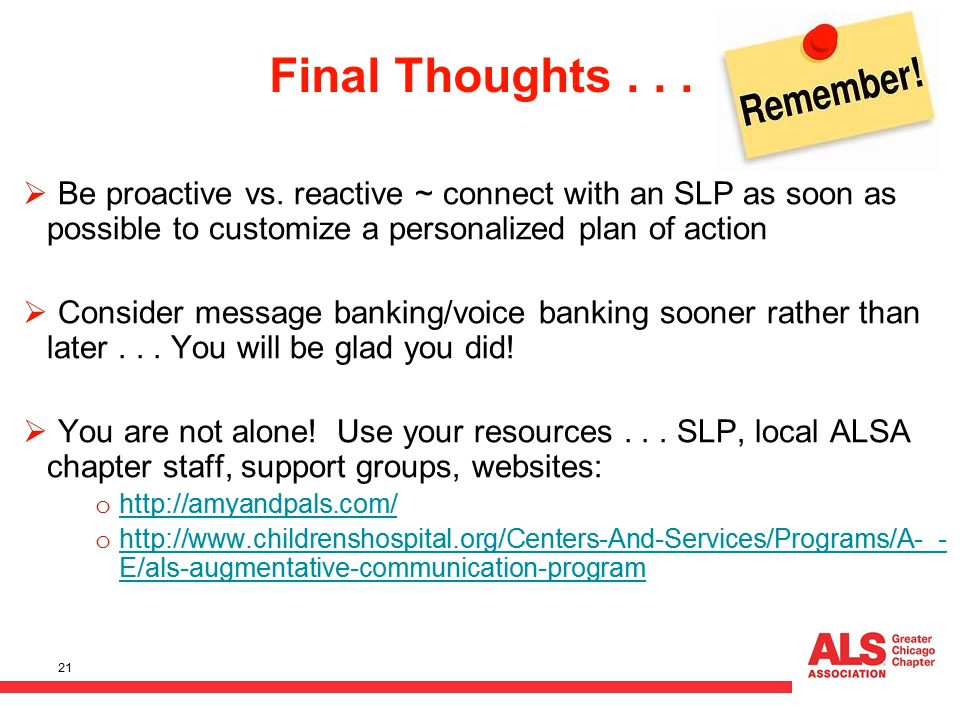 Final Thoughts . . .
Remember!
➢ Be proactive vs. reactive ~ connect with an SLP as soon as
possible to customize a personalized plan of action
➢ Consider message banking/voice banking sooner rather than
later . . . You will be glad you did!
➢ You are not alone!  Use your resources . . . SLP, local ALSA
chapter staff, support groups, websites:
o http://amyandpals.com/
o http://www.childrenshospital.org/Centers-And-Services/Programs/A-_-
E/als-augmentative-communication-program
21
ALS
ASSOCIATION
Greater
Chicago
Chapter